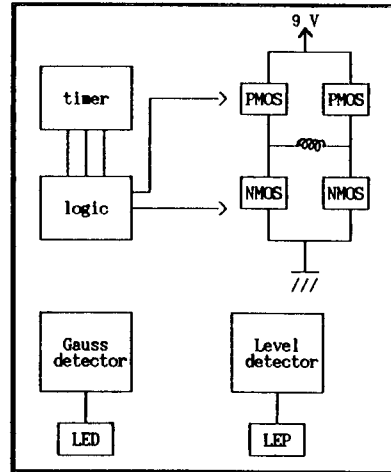 9 V
timer
PMOS PMOS
logic
NMOS NMOS
Gauss
detector
Level
detector
LED
LEP